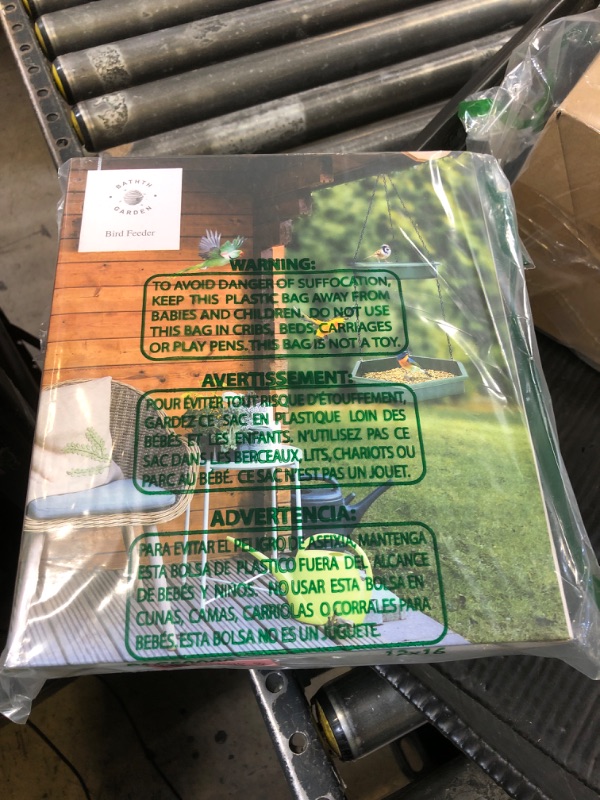 BATHTH
GARDEN
Bird Feeder
WARNING:
TO AVOID DANGER OF SUFFOCATION,
KEEP THIS PLASTIC BAG AWAY FROM
BABIES AND CHILDREN. DO NOT USE
THIS BAG IN CRIBS, BEDS, CARRIAGES
OR PLAY PENS. THIS BAG IS NOT A TOY.
AVERTISSEMENT:
POUR ÉVITER TOUT RISQUE D'ÉTOUFFEMENT,
GARDEZ CE SAC EN PLASTIQUE LOIN DES
BÉBÉS ET LES ENFANTS. N'UTILISEZ PAS CE
SAC DANS LES BERCEAUX, LITS, CHARIOTS OU
PARC AU BÉBÉ. CE SAC N'EST PAS UN JOUET.
ADVERTENCIA:
PARA EVITAR EL PELIGRO DE ASFIXIA, MANTENGA
ESTA BOLSA DE PLASTICO FUERA DEL ALCANCE
DE BEBÉS Y NIÑOS. NO USAR ESTA BOLSA EN
CUNAS, CAMAS, CARRIOLAS O CORRALES PARA
BEBÉS, ESTA BOLSA NO ES UN JUGUETE.
12x16